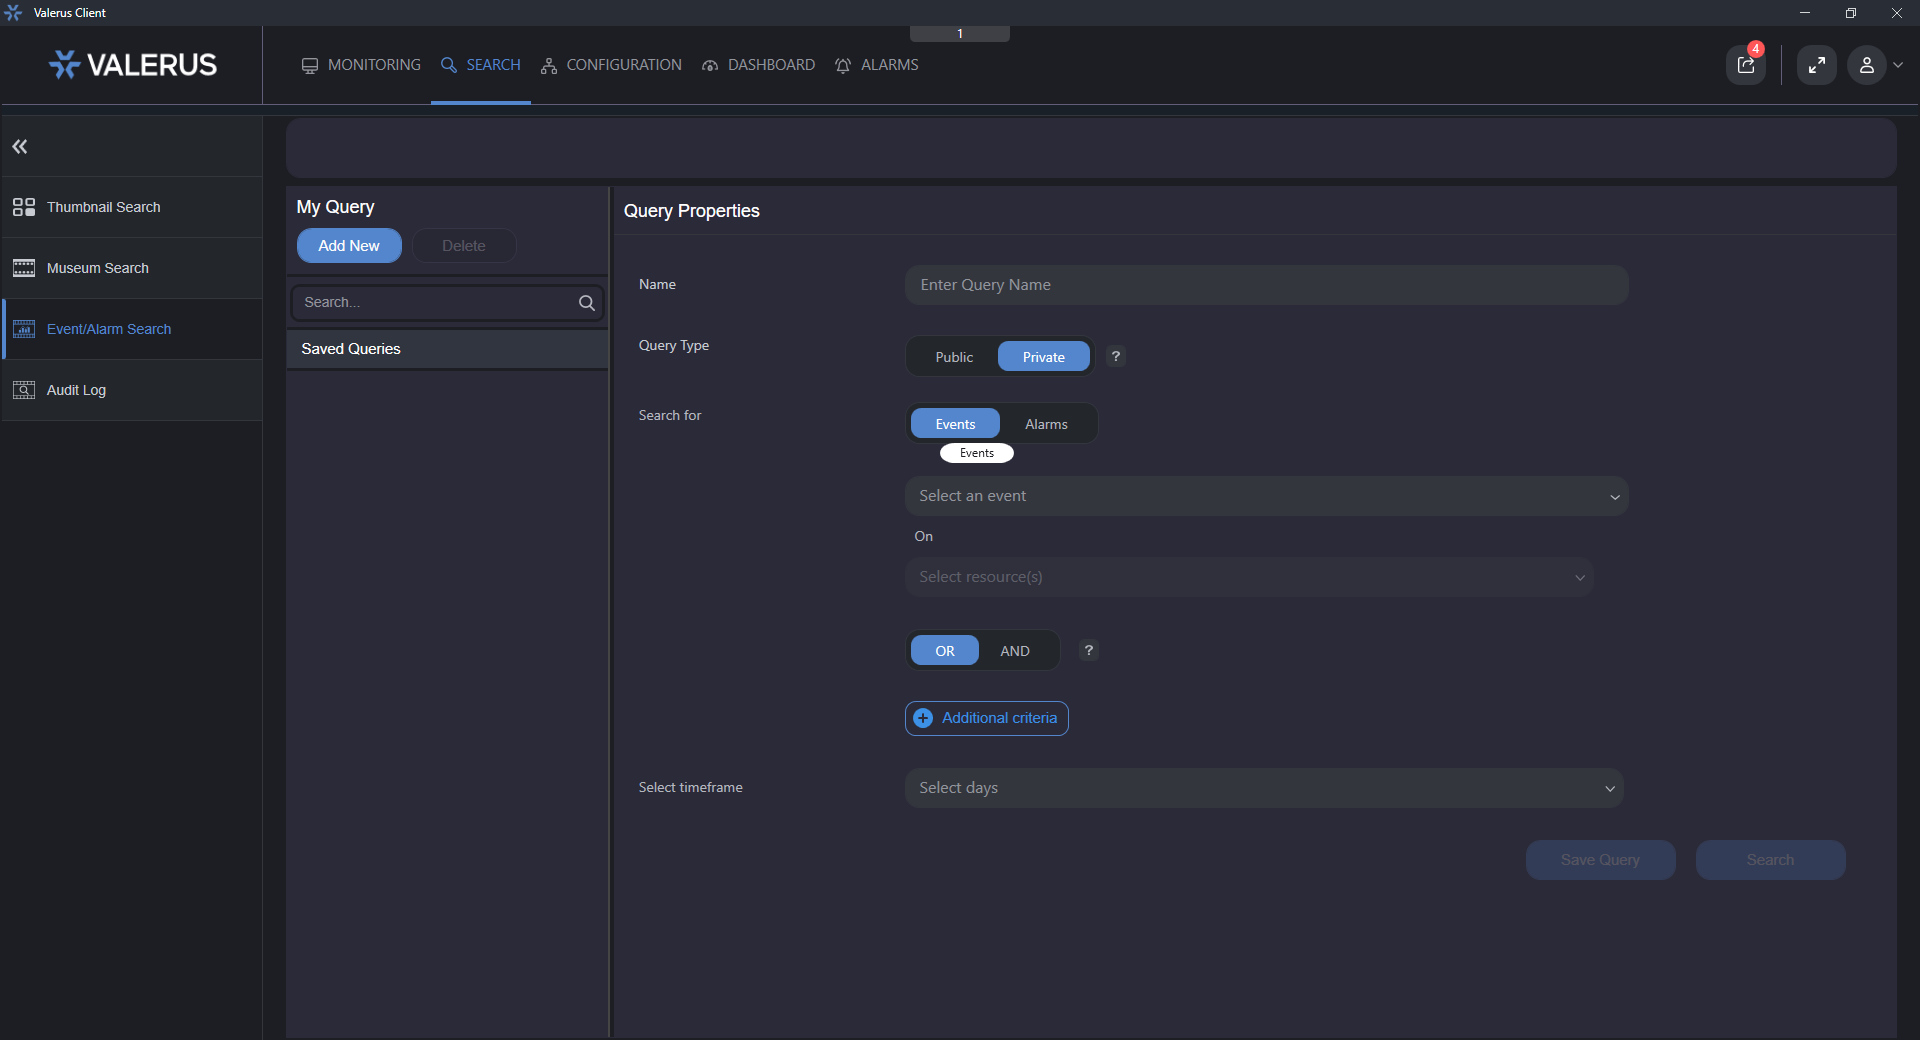 Valerus Client
1
VALERUS
MONITORING
SEARCH
CONFIGURATION
DASHBOARD
ALARMS
4
Thumbnail Search
Museum Search
Event/Alarm Search
Audit Log
My Query
Add New
Delete
Search...
Saved Queries
Query Properties
Name
Enter Query Name
Query Type
Public
Private
?
Search for
Events
Alarms
Events
Select an event
On
Select resource(s)
OR
AND
?
Additional criteria
Select timeframe
Select days
Save Query
Search